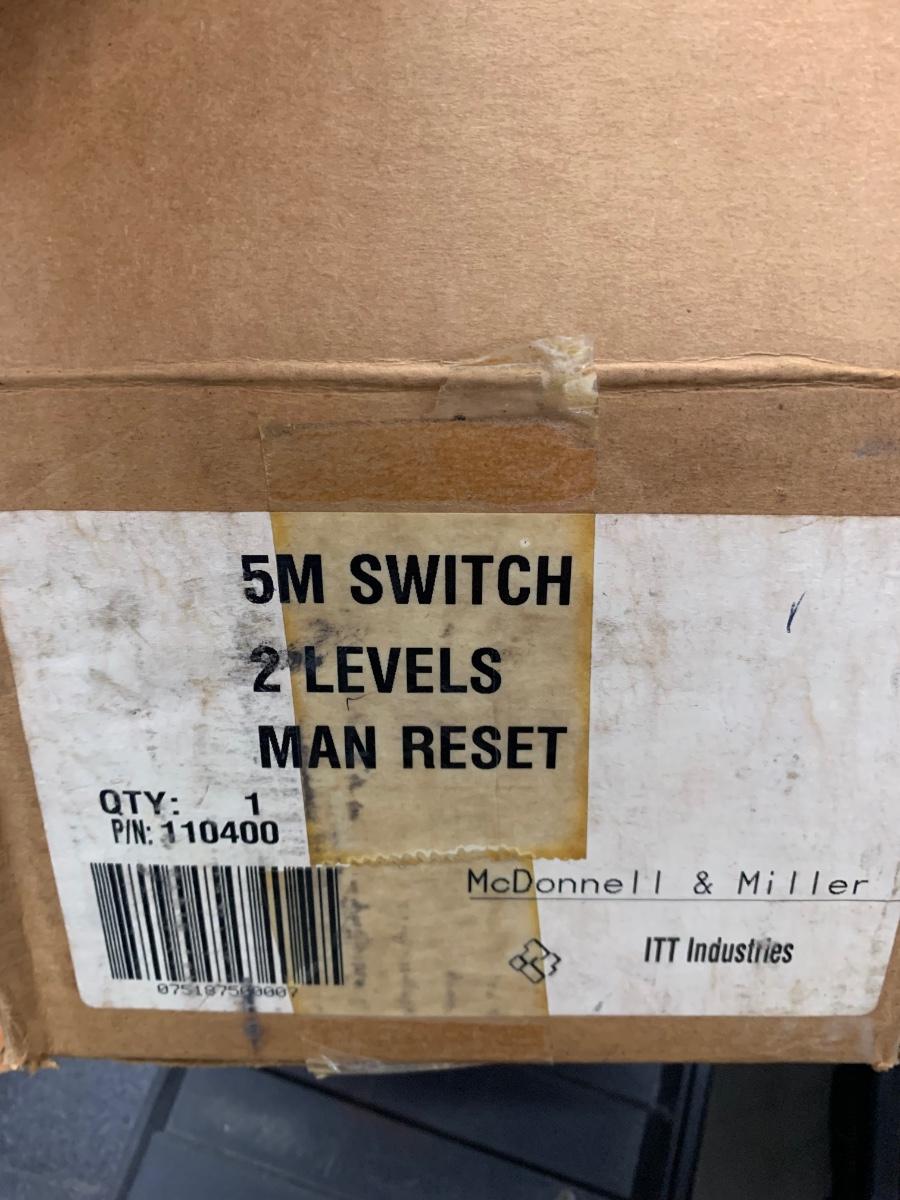 5M SWITCH
2 LEVELS
MAN RESET
QTY: 1
P/N: 110400
McDonnell & Miller
ITT Industries